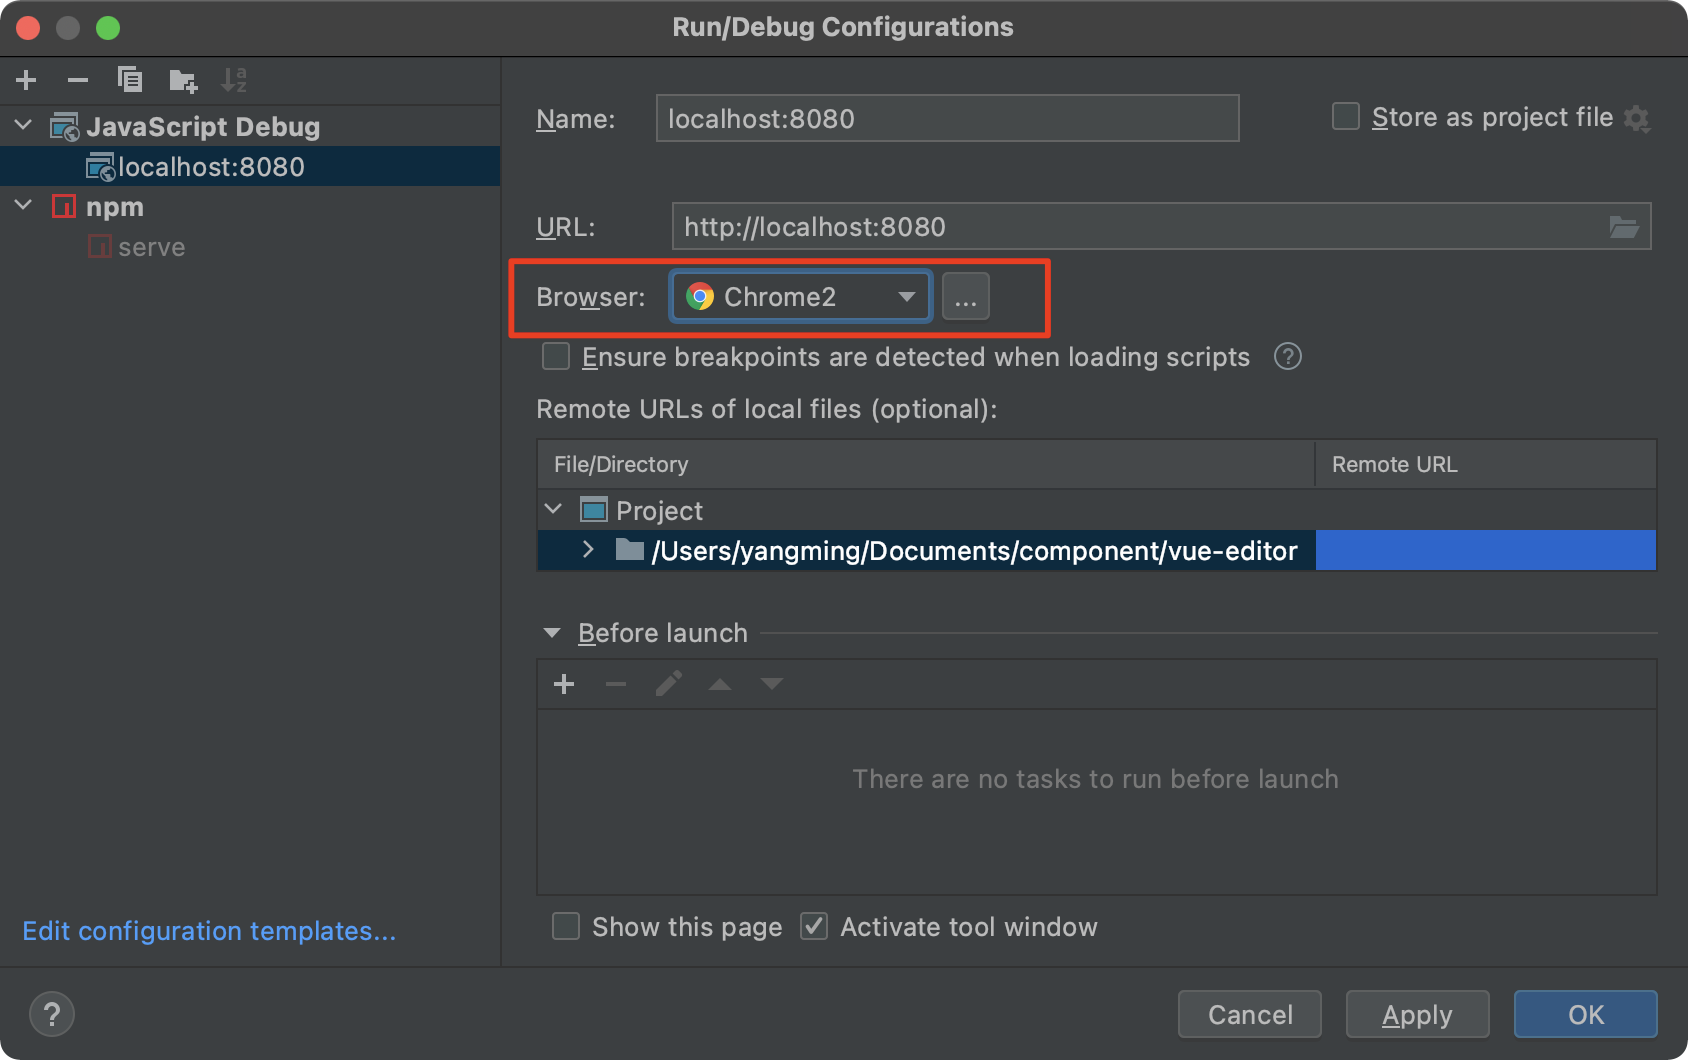 Run/Debug Configurations
JavaScript Debug
localhost:8080
npm
serve
Edit configuration templates...
Name: localhost:8080 Store as project file
URL: http://localhost:8080
Browser: Chrome2 ...
Ensure breakpoints are detected when loading scripts ?
Remote URLs of local files (optional):
File/Directory Remote URL
Project
/Users/yangming/Documents/component/vue-editor
Before launch
There are no tasks to run before launch
Show this page Activate tool window
? Cancel Apply OK